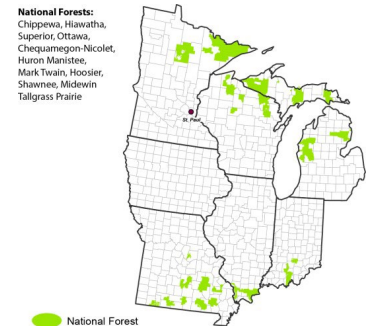 National Forests:
Chippewa, Hiawatha,
Superior, Ottawa,
Chequamegon-Nicolet,
Huron Manistee,
Mark Twain, Hoosier,
Shawnee, Midewin
Tallgrass Prairie
St. Paul
National Forest